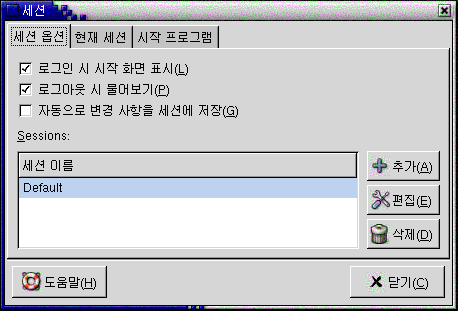 세션
세션 옵션 현재 세션 시작 프로그램
로그인 시 시작 화면 표시(L)
로그아웃 시 물어보기(P)
자동으로 변경 사항을 세션에 저장(G)
Sessions:
세션 이름
Default
추가(A)
편집(E)
삭제(D)
도움말(H) 닫기(C)